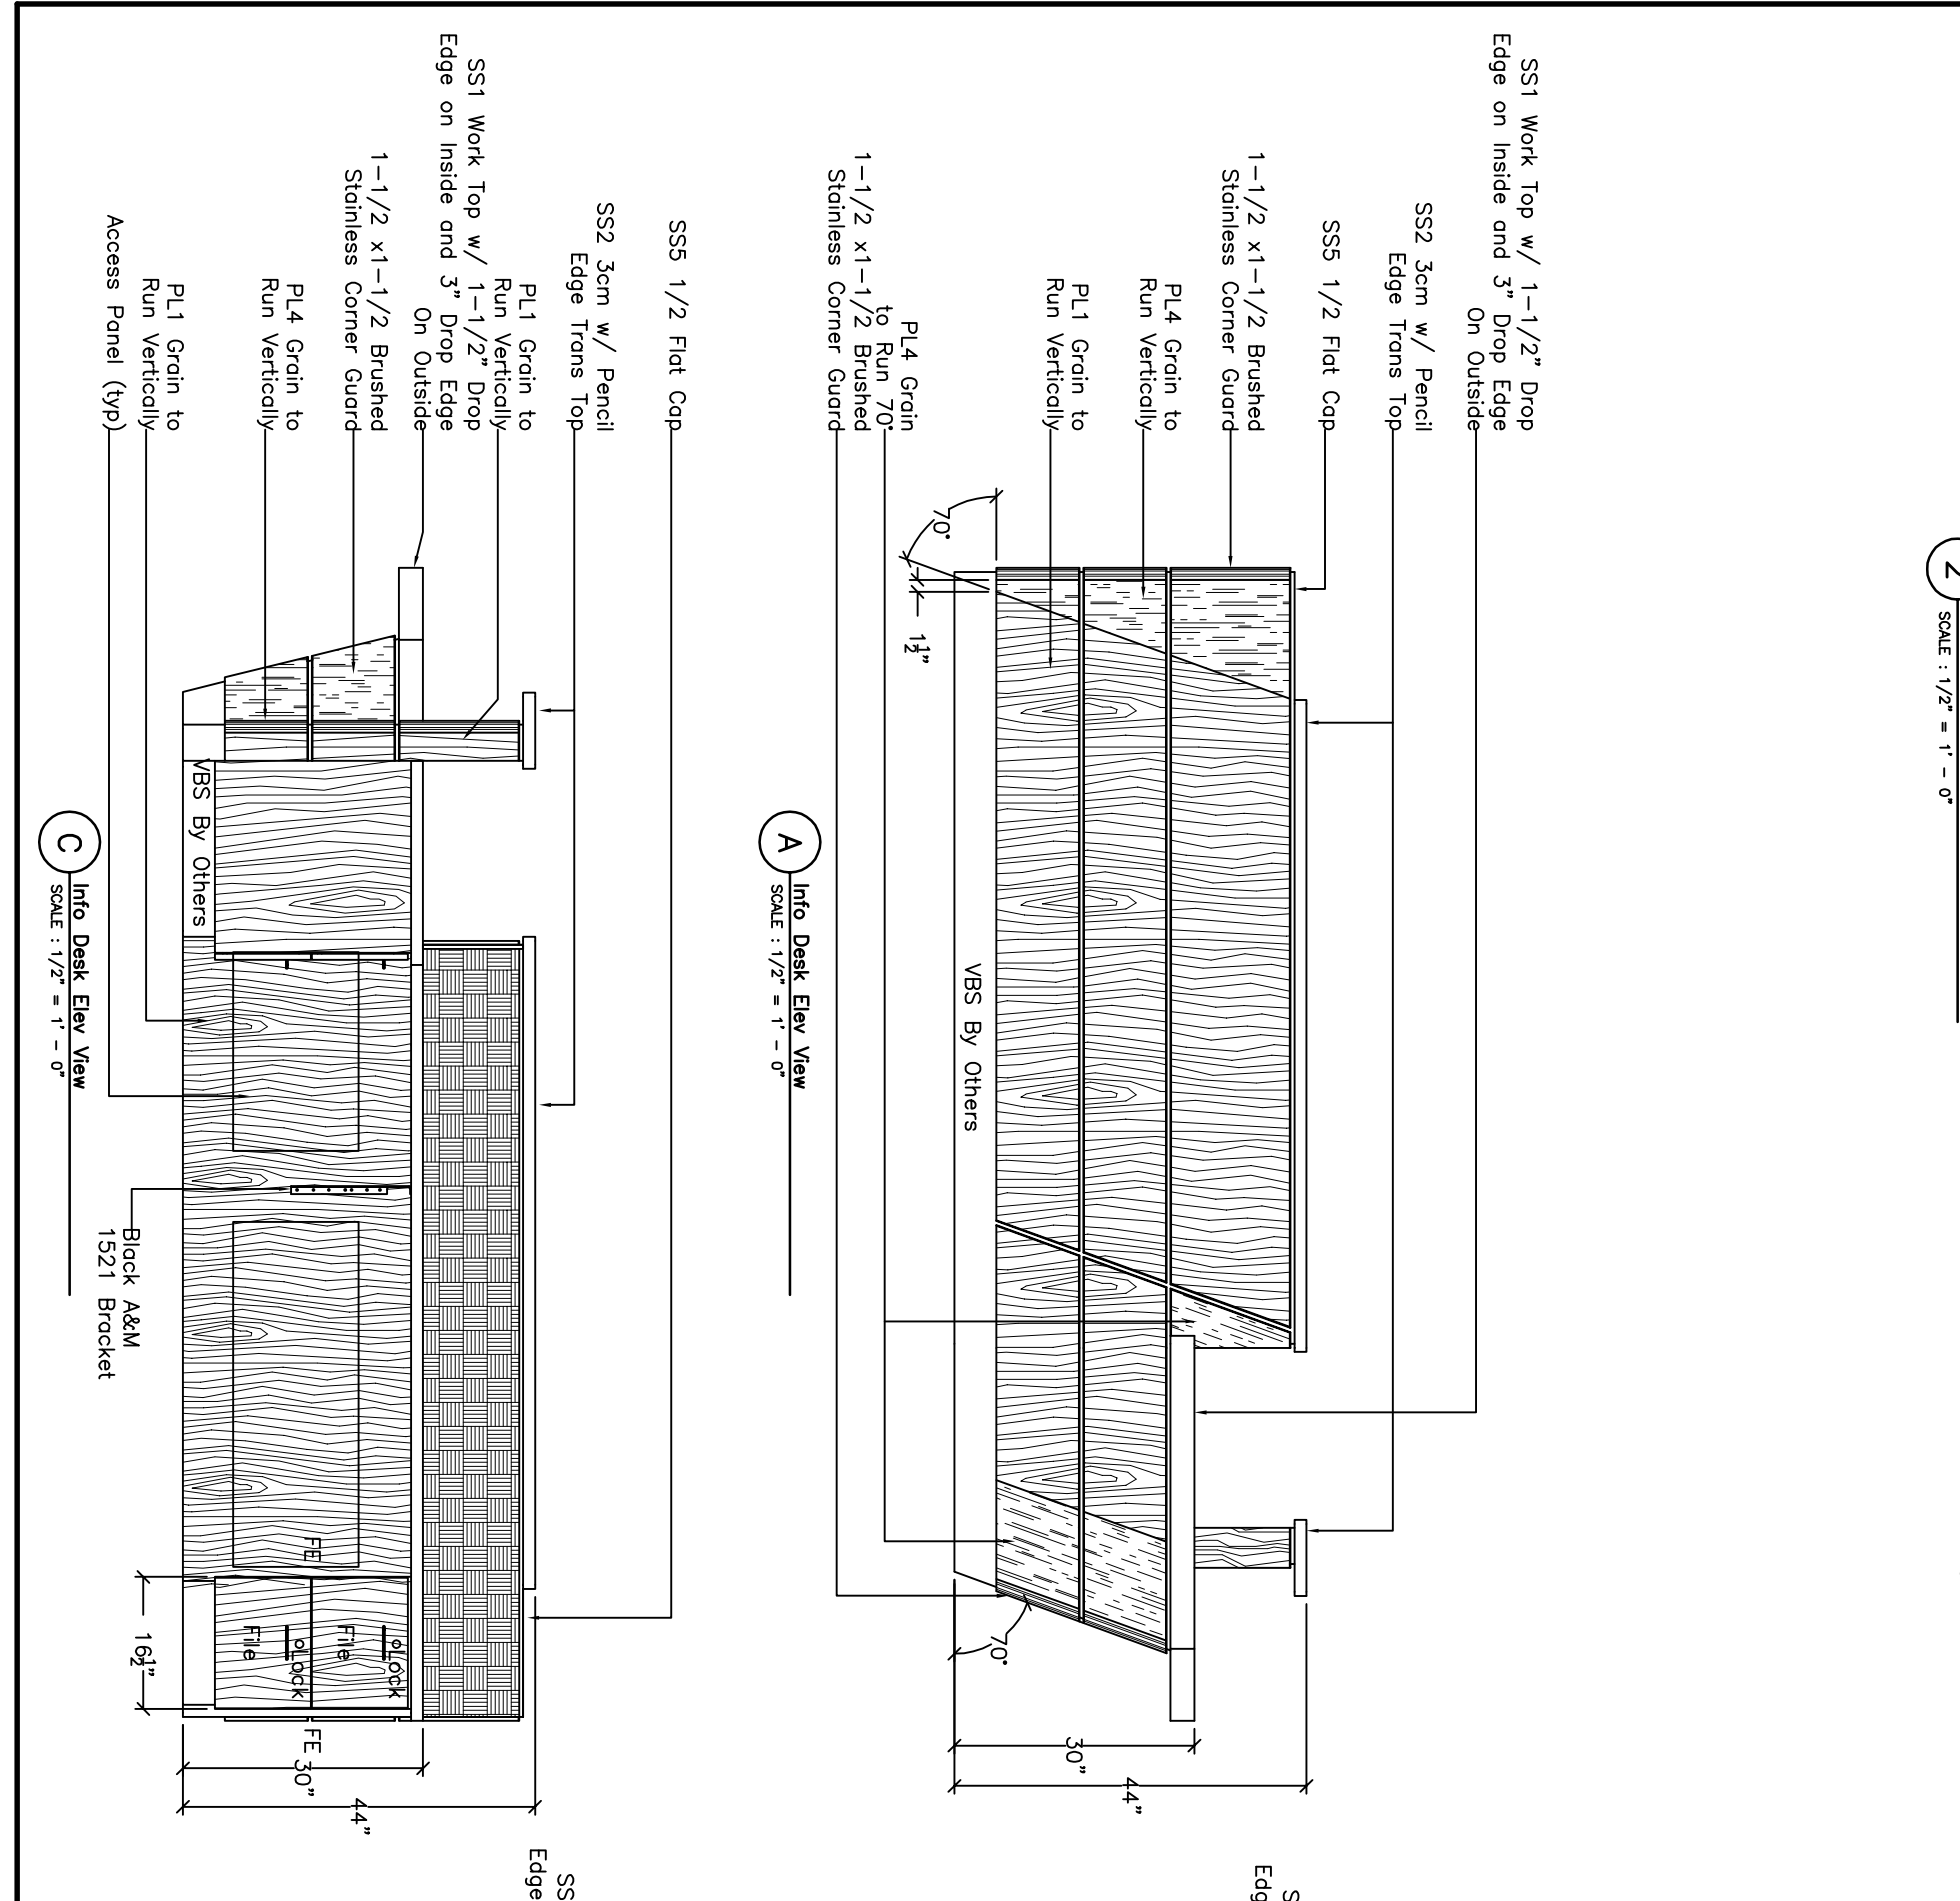 2
SCALE : 1/2" = 1' - 0"
SS1 Work Top w/ 1-1/2" Drop
Edge on Inside and 3" Drop Edge
On Outside
SS2 3cm w/ Pencil
Edge Trans Top
SS5 1/2 Flat Cap
1-1/2 x1-1/2 Brushed
Stainless Corner Guard
PL4 Grain to
Run Vertically
PL1 Grain to
Run Vertically
PL4 Grain
to Run 70°
1-1/2 x1-1/2 Brushed
Stainless Corner Guard
70°
1 1/2"
VBS By Others
70°
30"
44"
A
Info Desk Elev View
SCALE : 1/2" = 1' - 0"
SS5 1/2 Flat Cap
SS2 3cm w/ Pencil
Edge Trans Top
PL1 Grain to
Run Vertically
SS1 Work Top w/ 1-1/2" Drop
Edge on Inside and 3" Drop Edge
On Outside
1-1/2 x1-1/2 Brushed
Stainless Corner Guard
PL4 Grain to
Run Vertically
PL1 Grain to
Run Vertically
Access Panel (typ)
VBS By Others
FE
Lock
File
Lock
File
16 1/2"
FE
30"
44"
Black A&M
1521 Bracket
C
Info Desk Elev View
SCALE : 1/2" = 1' - 0"
S
Edg
SS
Edge